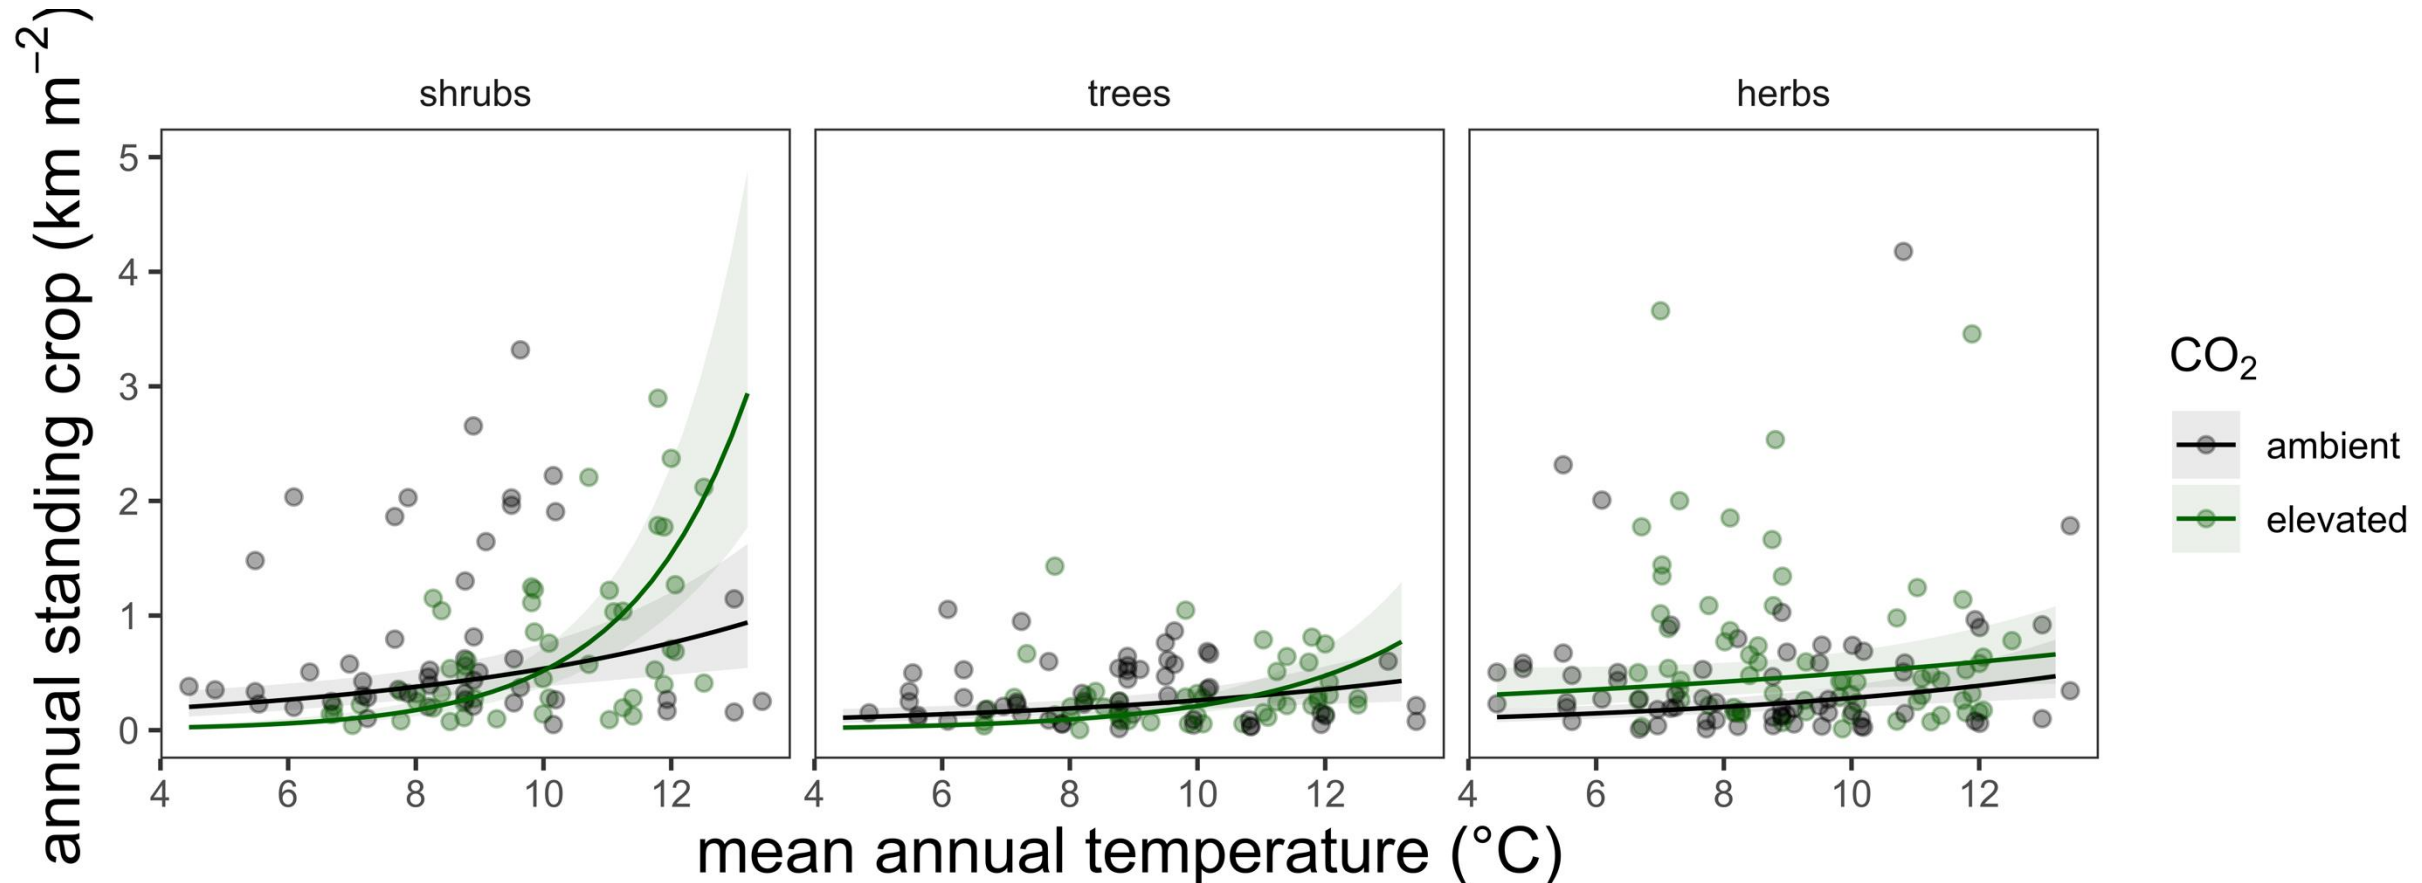 annual standing crop (km m⁻²)
shrubs trees herbs
5
4
3
2
1
0
4 6 8 10 12 4 6 8 10 12 4 6 8 10 12
mean annual temperature (°C)
CO₂
ambient
elevated